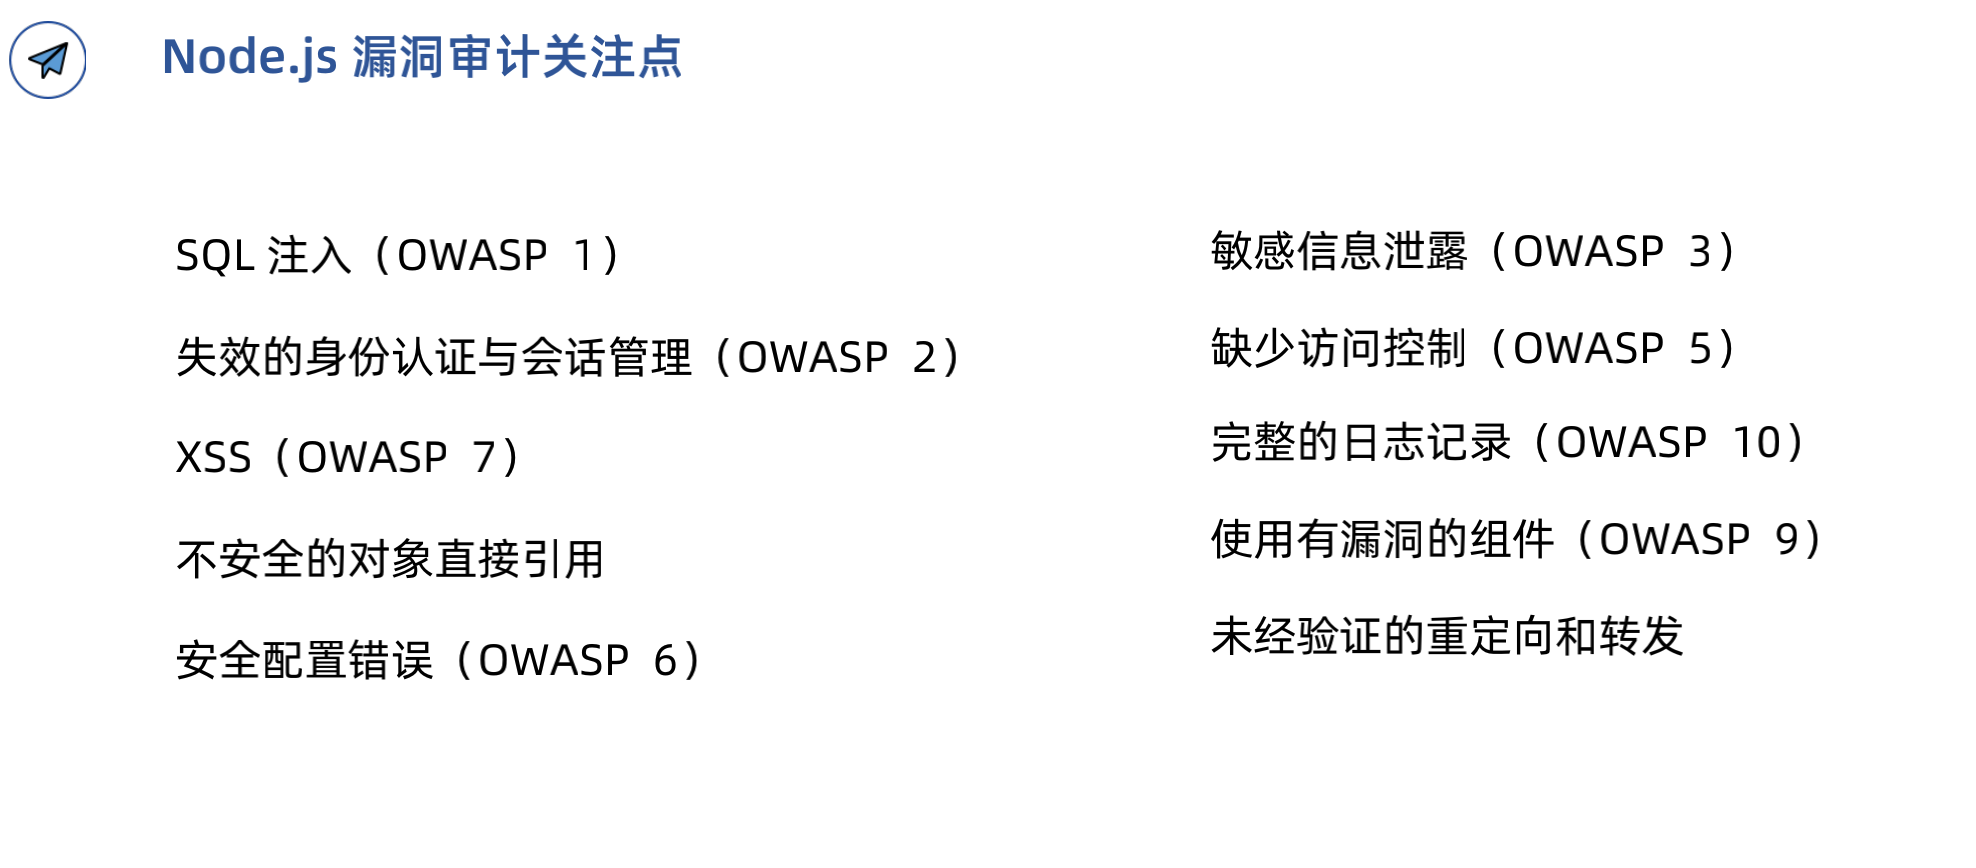 Node.js 漏洞审计关注点
SQL 注入（OWASP 1）
失效的身份认证与会话管理（OWASP 2）
XSS（OWASP 7）
不安全的对象直接引用
安全配置错误（OWASP 6）
敏感信息泄露（OWASP 3）
缺少访问控制（OWASP 5）
完整的日志记录（OWASP 10）
使用有漏洞的组件（OWASP 9）
未经验证的重定向和转发